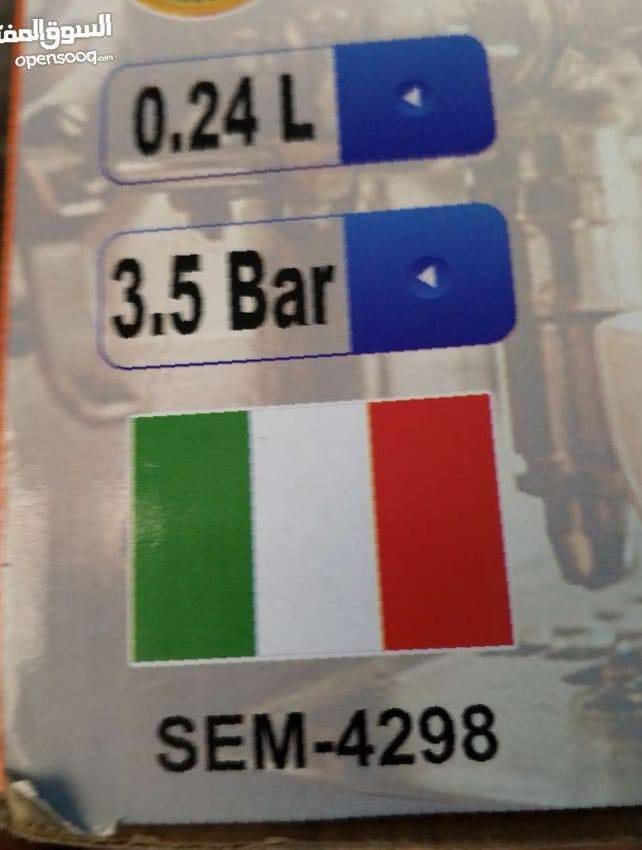 السوق المفتوح
opensooq.com
0.24 L
3.5 Bar
SEM-4298